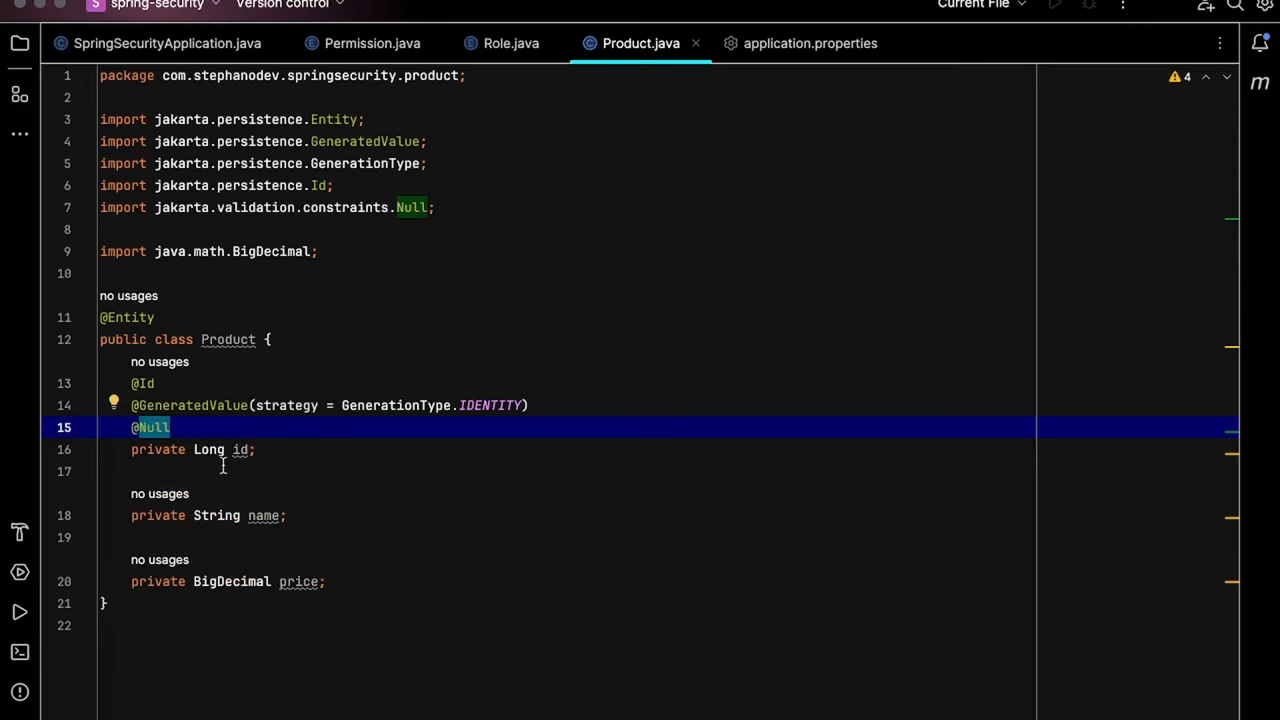 S spring-security Version control Current File
SpringSecurityApplication.java Permission.java Role.java Product.java application.properties
1 package com.stephanodev.springsecurity.product; 4
2
3 import jakarta.persistence.Entity;
4 import jakarta.persistence.GeneratedValue;
5 import jakarta.persistence.GenerationType;
6 import jakarta.persistence.Id;
7 import jakarta.validation.constraints.Null;
8
9 import java.math.BigDecimal;
10
no usages
11 @Entity
12 public class Product {
no usages
13 @Id
14 @GeneratedValue(strategy = GenerationType.IDENTITY)
15 @Null
16 private Long id;
17
no usages
18 private String name;
19
no usages
20 private BigDecimal price;
21 }
22
m